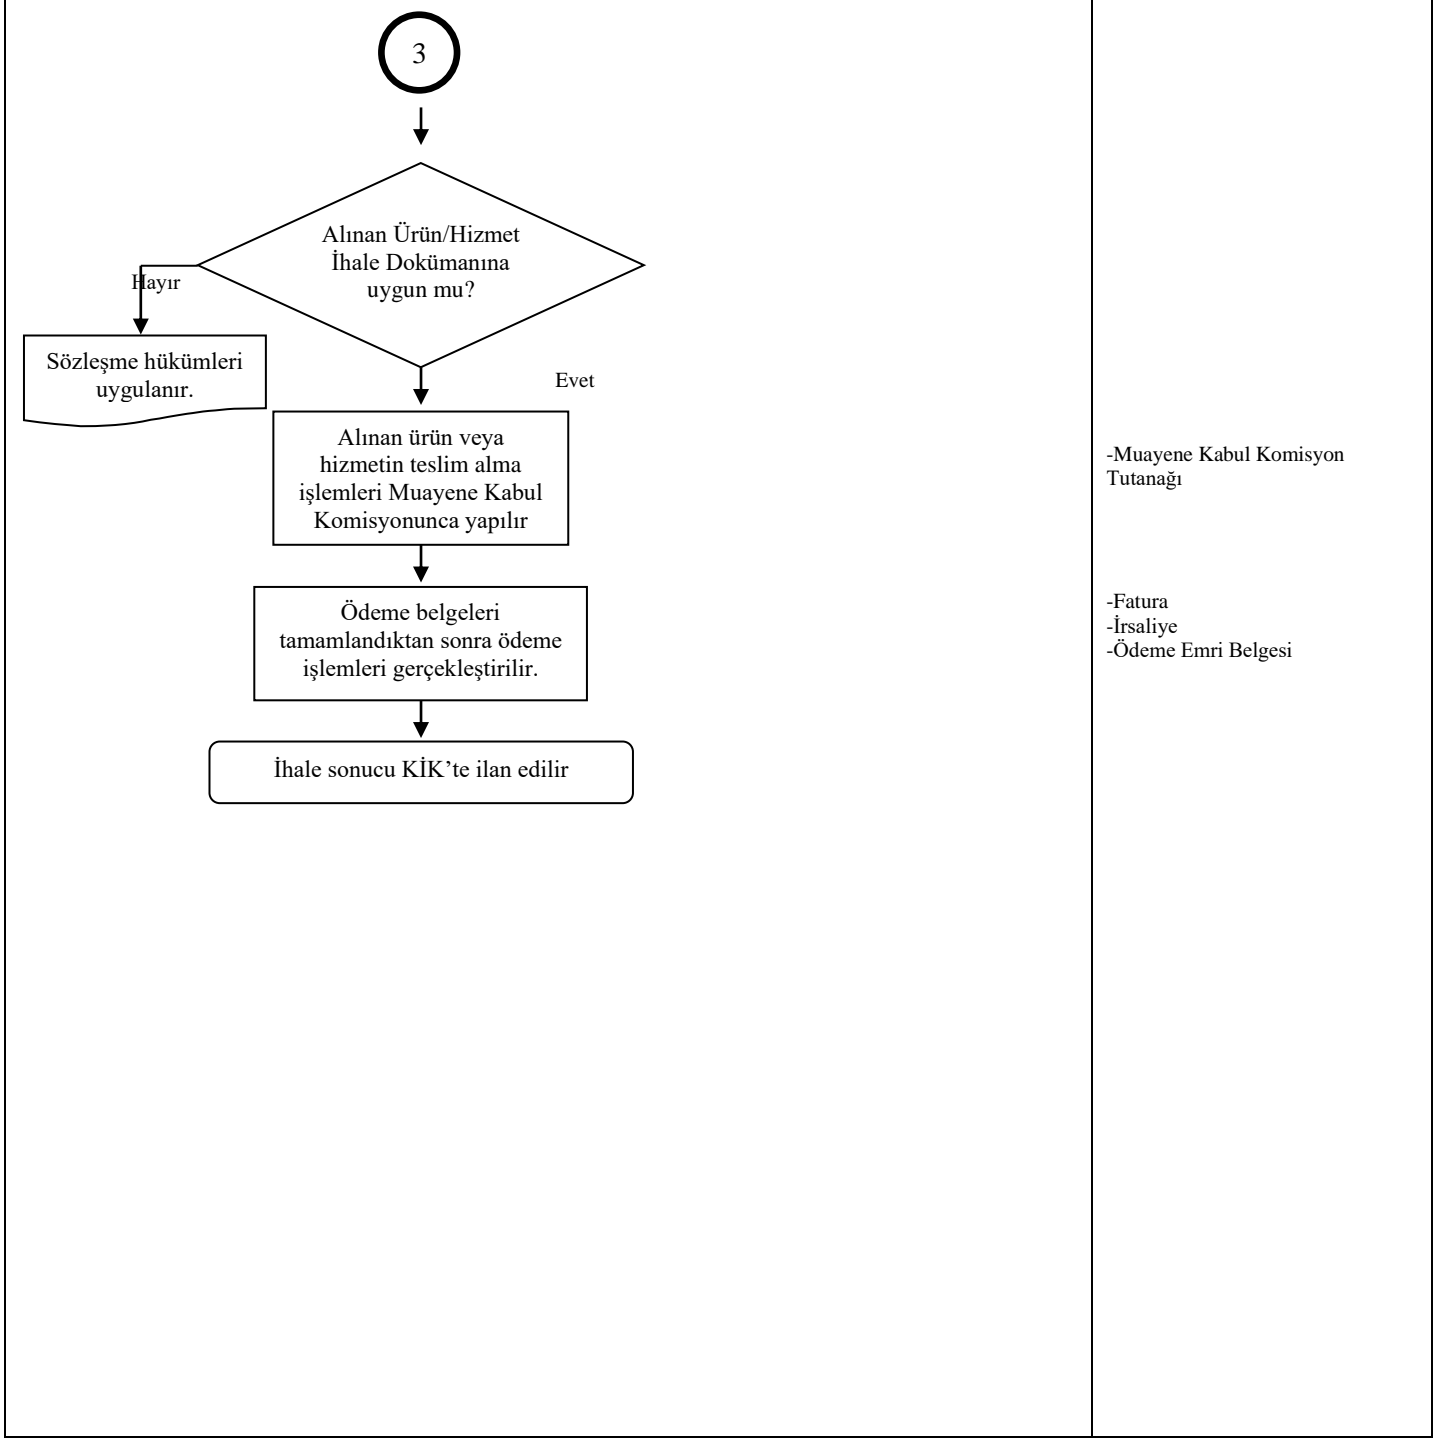 3
Alınan Ürün/Hizmet
İhale Dokümanına
uygun mu?
Hayır
Sözleşme hükümleri
uygulanır.
Evet
Alınan ürün veya
hizmetin teslim alma
işlemleri Muayene Kabul
Komisyonunca yapılır
-Muayene Kabul Komisyon
Tutanağı
Ödeme belgeleri
tamamlandıktan sonra ödeme
işlemleri gerçekleştirilir.
-Fatura
-İrsaliye
-Ödeme Emri Belgesi
İhale sonucu KİK’te ilan edilir